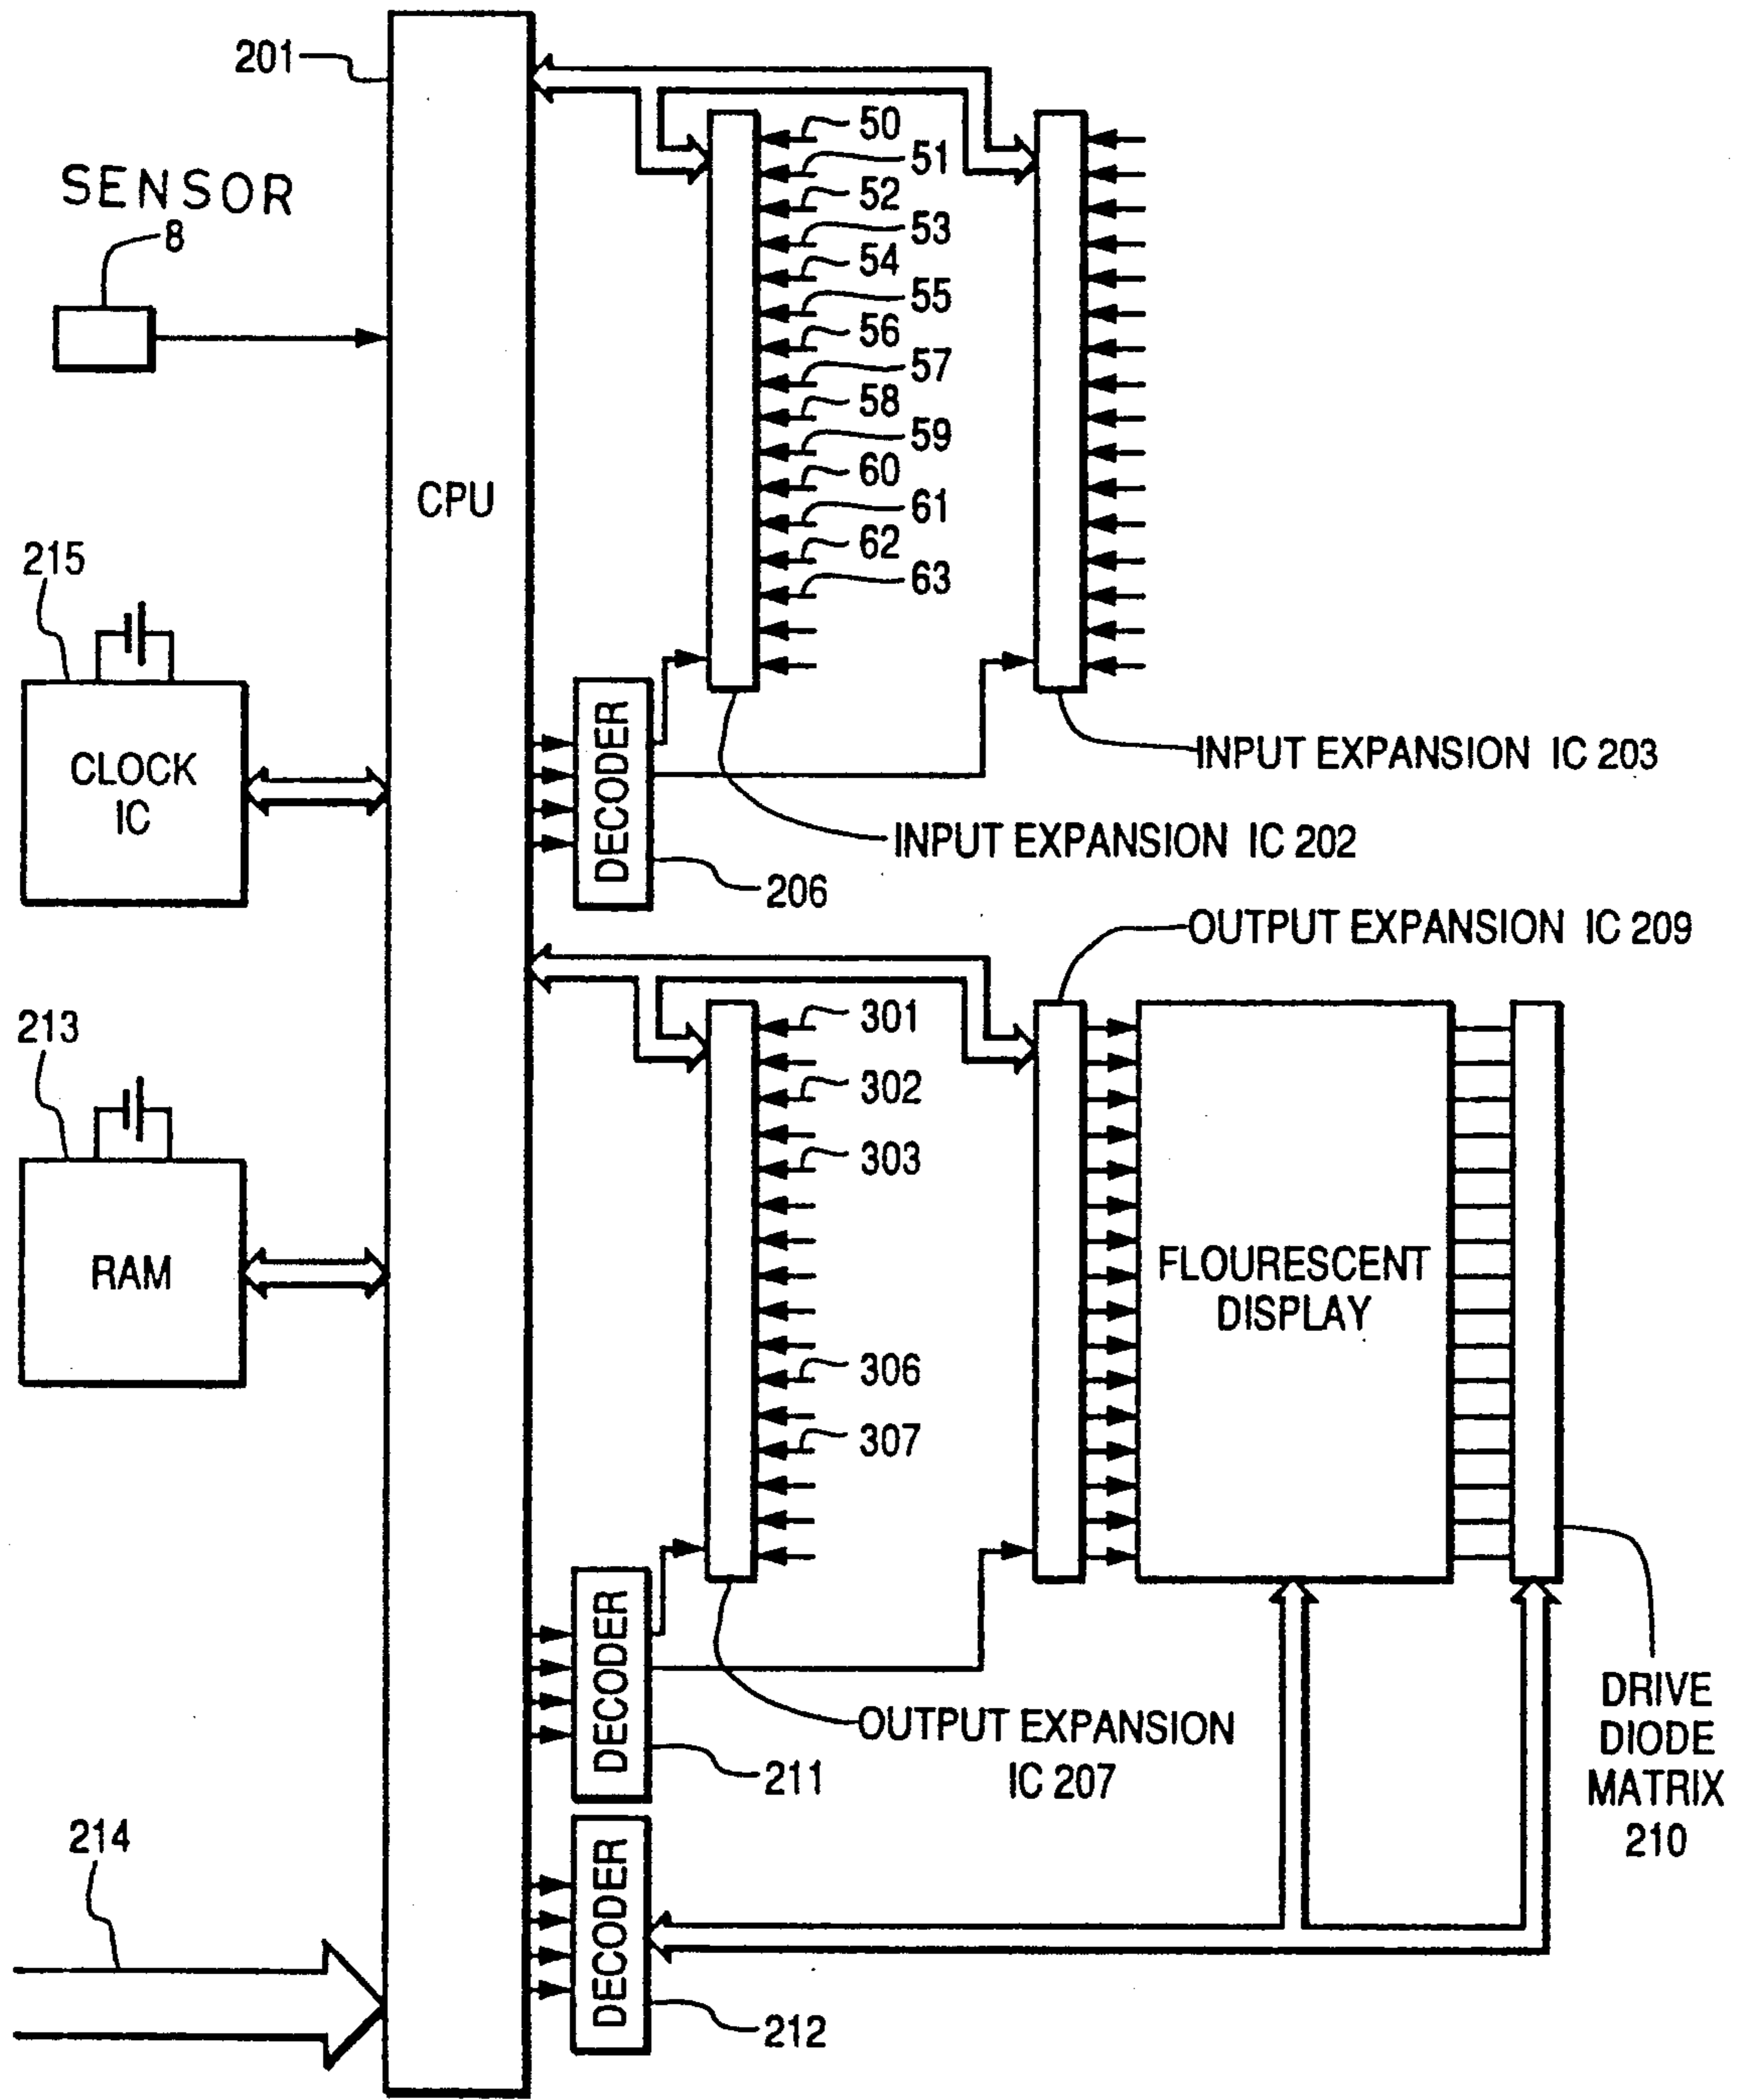 201
SENSOR
8
CPU
50
51
52
53
54
55
56
57
58
59
60
61
62
63
215
CLOCK
IC
DECODER
206
INPUT EXPANSION IC 203
INPUT EXPANSION IC 202
OUTPUT EXPANSION IC 209
213
RAM
301
302
303
306
307
FLOURESCENT
DISPLAY
DECODER
211
OUTPUT EXPANSION
IC 207
DRIVE
DIODE
MATRIX
210
214
DECODER
212